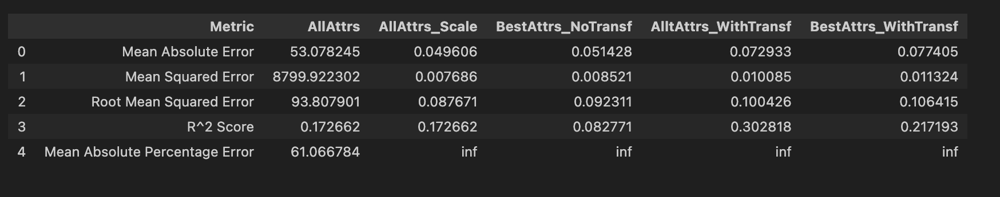 Metric AllAttrs AllAttrs_Scale BestAttrs_NoTransf AlltAttrs_WithTransf BestAttrs_WithTransf
0 Mean Absolute Error 53.078245 0.049606 0.051428 0.072933 0.077405
1 Mean Squared Error 8799.922302 0.007686 0.008521 0.010085 0.011324
2 Root Mean Squared Error 93.807901 0.087671 0.092311 0.100426 0.106415
3 R^2 Score 0.172662 0.172662 0.082771 0.302818 0.217193
4 Mean Absolute Percentage Error 61.066784 inf inf inf inf